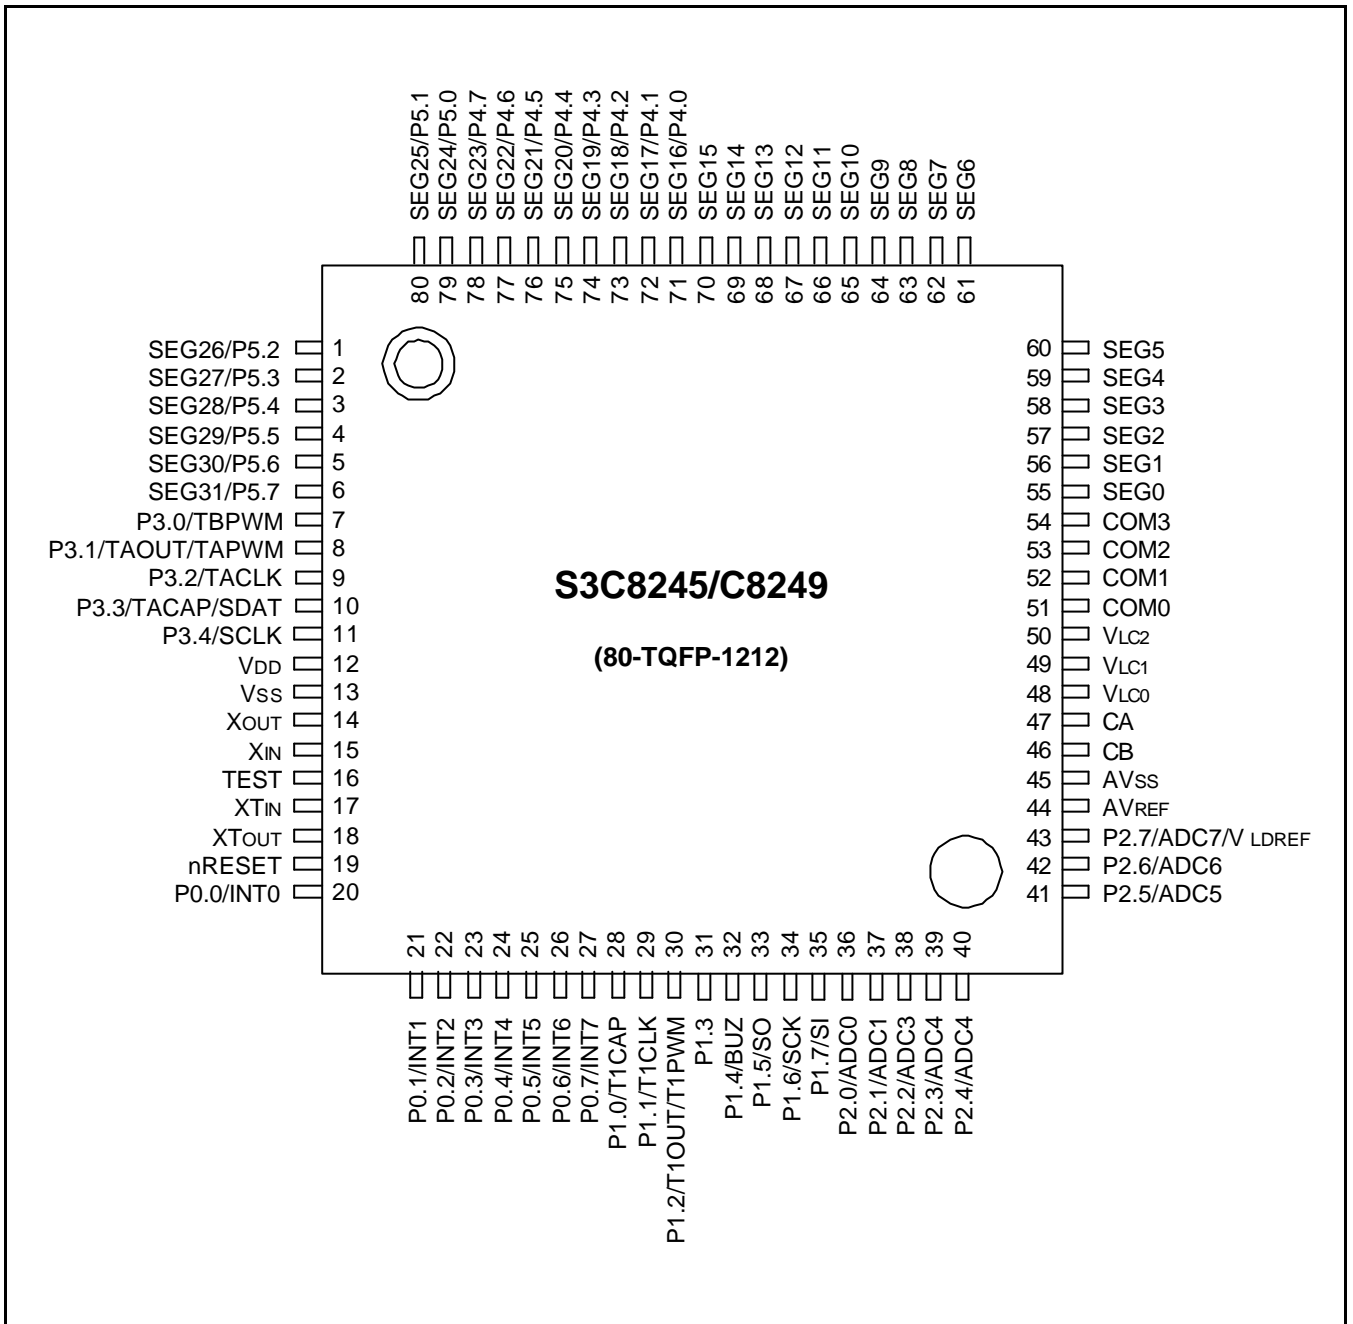 SEG25/P5.1
SEG24/P5.0
SEG23/P4.7
SEG22/P4.6
SEG21/P4.5
SEG20/P4.4
SEG19/P4.3
SEG18/P4.2
SEG17/P4.1
SEG16/P4.0
SEG15
SEG14
SEG13
SEG12
SEG11
SEG10
SEG9
SEG8
SEG7
SEG6
80
79
78
77
76
75
74
73
72
71
70
69
68
67
66
65
64
63
62
61
SEG26/P5.2 1
SEG27/P5.3 2
SEG28/P5.4 3
SEG29/P5.5 4
SEG30/P5.6 5
SEG31/P5.7 6
P3.0/TBPWM 7
P3.1/TAOUT/TAPWM 8
P3.2/TACLK 9
P3.3/TACAP/SDAT 10
P3.4/SCLK 11
VDD 12
VSS 13
XOUT 14
XIN 15
TEST 16
XTIN 17
XTOUT 18
nRESET 19
P0.0/INT0 20
S3C8245/C8249
(80-TQFP-1212)
60 SEG5
59 SEG4
58 SEG3
57 SEG2
56 SEG1
55 SEG0
54 COM3
53 COM2
52 COM1
51 COM0
50 VLC2
49 VLC1
48 VLC0
47 CA
46 CB
45 AVSS
44 AVREF
43 P2.7/ADC7/V LDREF
42 P2.6/ADC6
41 P2.5/ADC5
21
22
23
24
25
26
27
28
29
30
31
32
33
34
35
36
37
38
39
40
P0.1/INT1
P0.2/INT2
P0.3/INT3
P0.4/INT4
P0.5/INT5
P0.6/INT6
P0.7/INT7
P1.0/T1CAP
P1.1/T1CLK
P1.2/T1OUT/T1PWM
P1.3
P1.4/BUZ
P1.5/SO
P1.6/SCK
P1.7/SI
P2.0/ADC0
P2.1/ADC1
P2.2/ADC3
P2.3/ADC4
P2.4/ADC4